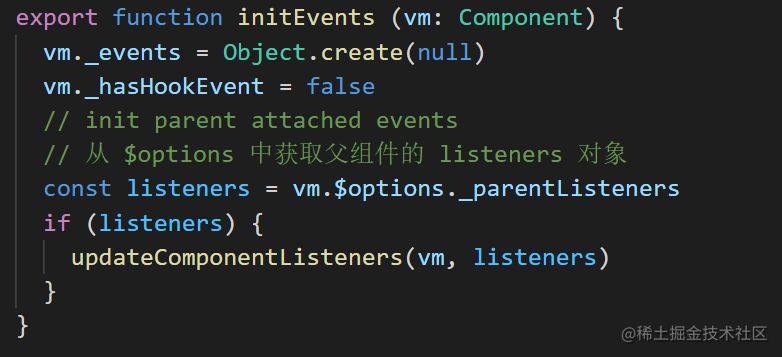 export function initEvents (vm: Component) {
  vm._events = Object.create(null)
  vm._hasHookEvent = false
  // init parent attached events
  // 从 $options 中获取父组件的 listeners 对象
  const listeners = vm.$options._parentListeners
  if (listeners) {
    updateComponentListeners(vm, listeners)
  }
}
@稀土掘金技术社区